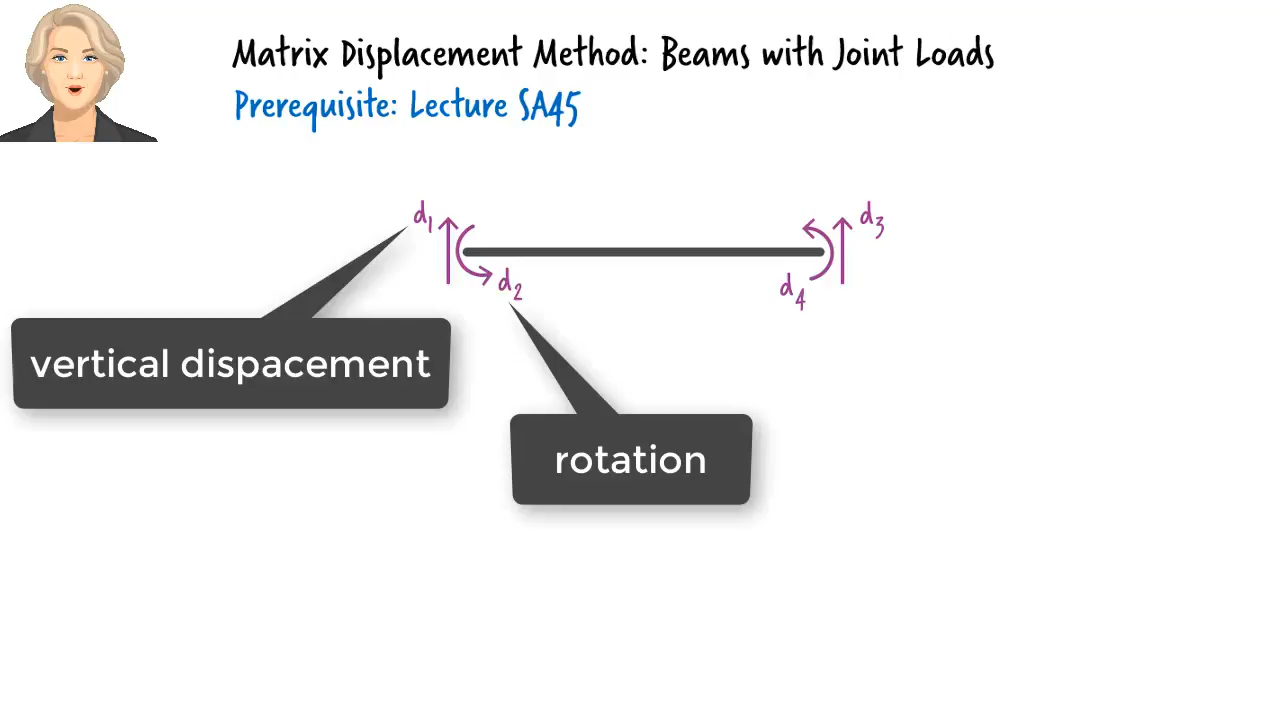 Matrix Displacement Method: Beams with Joint Loads
Prerequisite: Lecture SA45
d1
d3
d2
d4
vertical dispacement
rotation